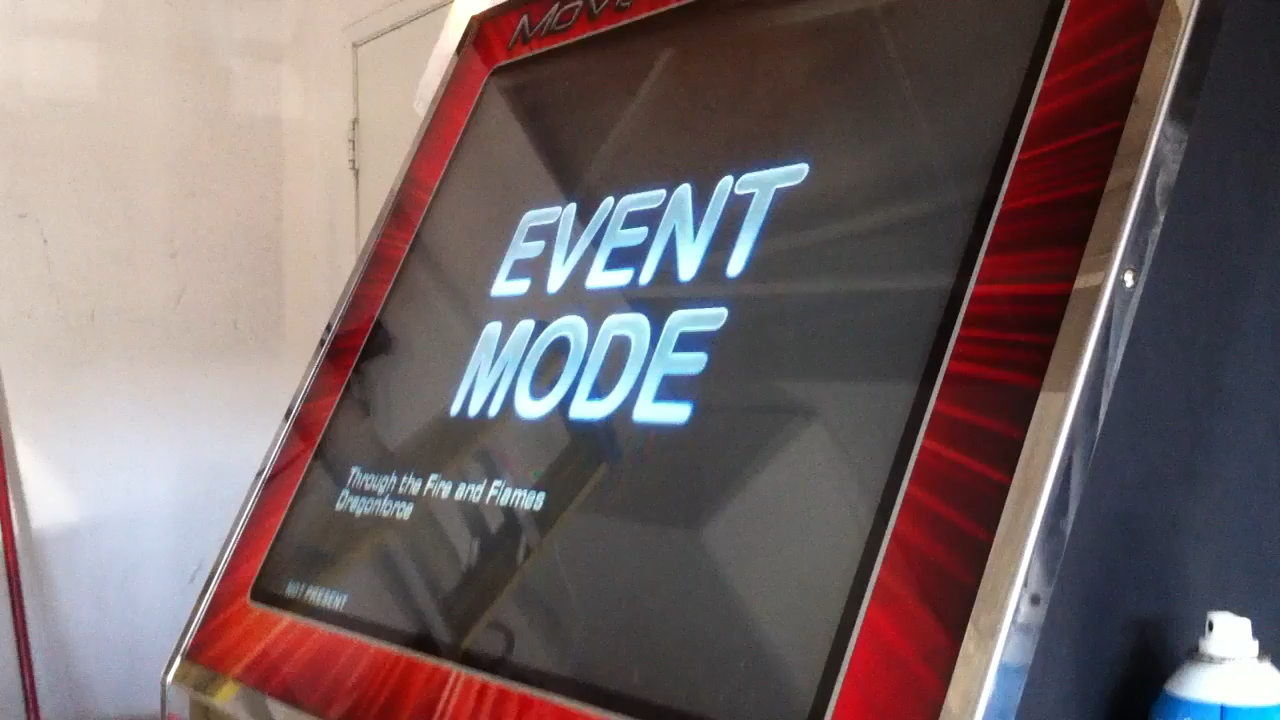 EVENT
MODE
Through the Fire and Flames
Dragonforce
NOT PRESENT